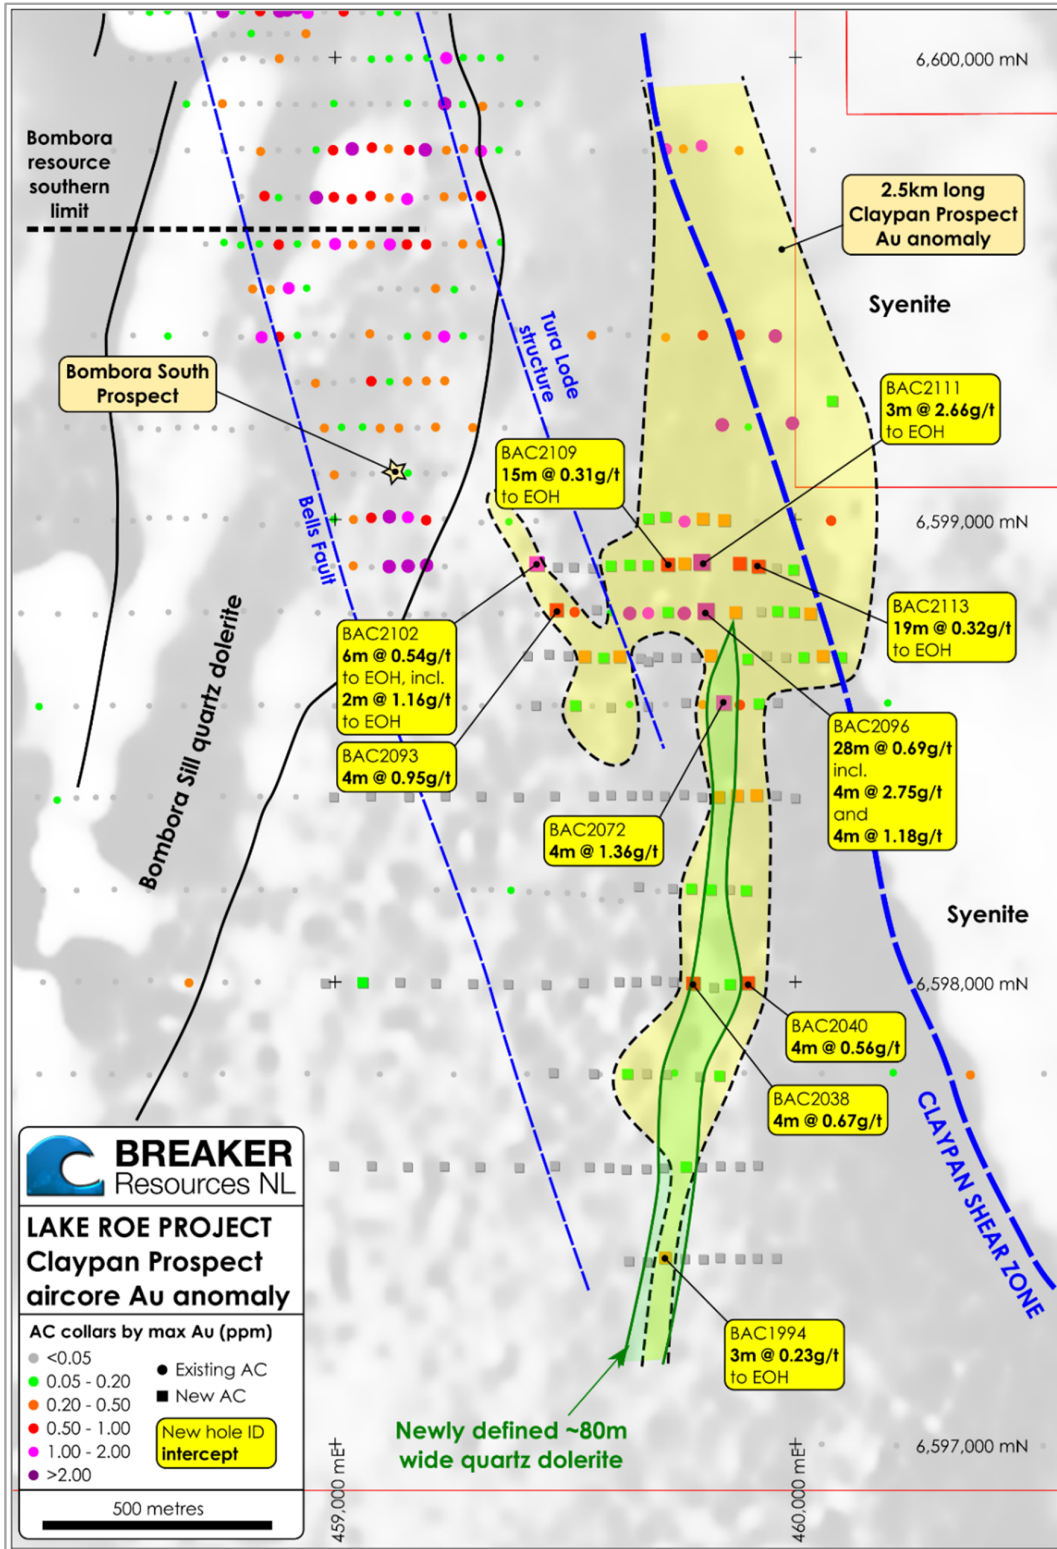 6,600,000 mN
Bombora
resource
southern
limit
2.5km long
Claypan Prospect
Au anomaly
Syenite
Tura Lode
structure
Bombora South
Prospect
BAC2111
3m @ 2.66g/t
to EOH
BAC2109
15m @ 0.31g/t
to EOH
Bells Fault
6,599,000 mN
BAC2113
19m @ 0.32g/t
to EOH
BAC2102
6m @ 0.54g/t
to EOH, incl.
2m @ 1.16g/t
to EOH
Bombora Sill quartz dolerite
BAC2093
4m @ 0.95g/t
BAC2096
28m @ 0.69g/t
incl.
4m @ 2.75g/t
and
4m @ 1.18g/t
BAC2072
4m @ 1.36g/t
Syenite
6,598,000 mN
BAC2040
4m @ 0.56g/t
BAC2038
4m @ 0.67g/t
CLAYPAN SHEAR ZONE
BREAKER
Resources NL
LAKE ROE PROJECT
Claypan Prospect
aircore Au anomaly
AC collars by max Au (ppm)
<0.05
0.05 - 0.20
0.20 - 0.50
0.50 - 1.00
1.00 - 2.00
>2.00
Existing AC
New AC
New hole ID
intercept
500 metres
BAC1994
3m @ 0.23g/t
to EOH
Newly defined ~80m
wide quartz dolerite
6,597,000 mN
459,000 mE
460,000 mE